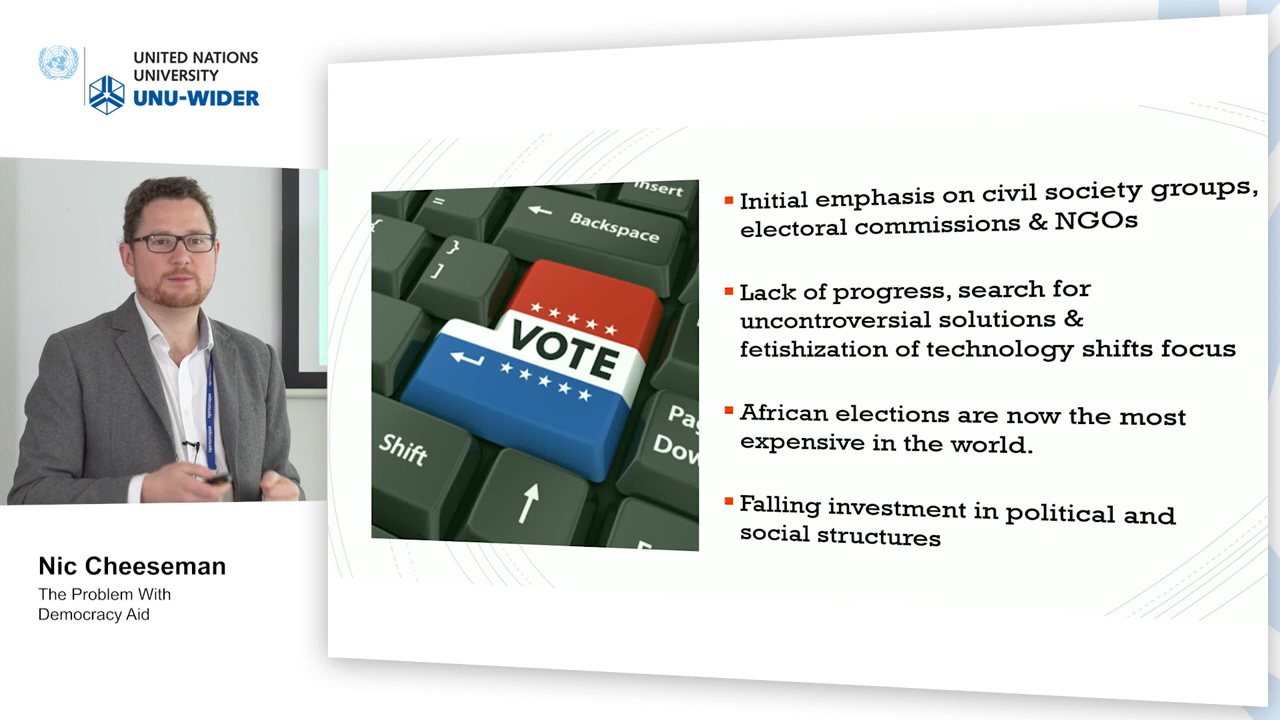 UNITED NATIONS
UNIVERSITY
UNU-WIDER
Insert
=
← Backspace
{
[
}
]
VOTE
Shift
Initial emphasis on civil society groups,
electoral commissions & NGOs
Lack of progress, search for
uncontroversial solutions &
fetishization of technology shifts focus
African elections are now the most
expensive in the world.
Falling investment in political and
social structures
Nic Cheeseman
The Problem With
Democracy Aid